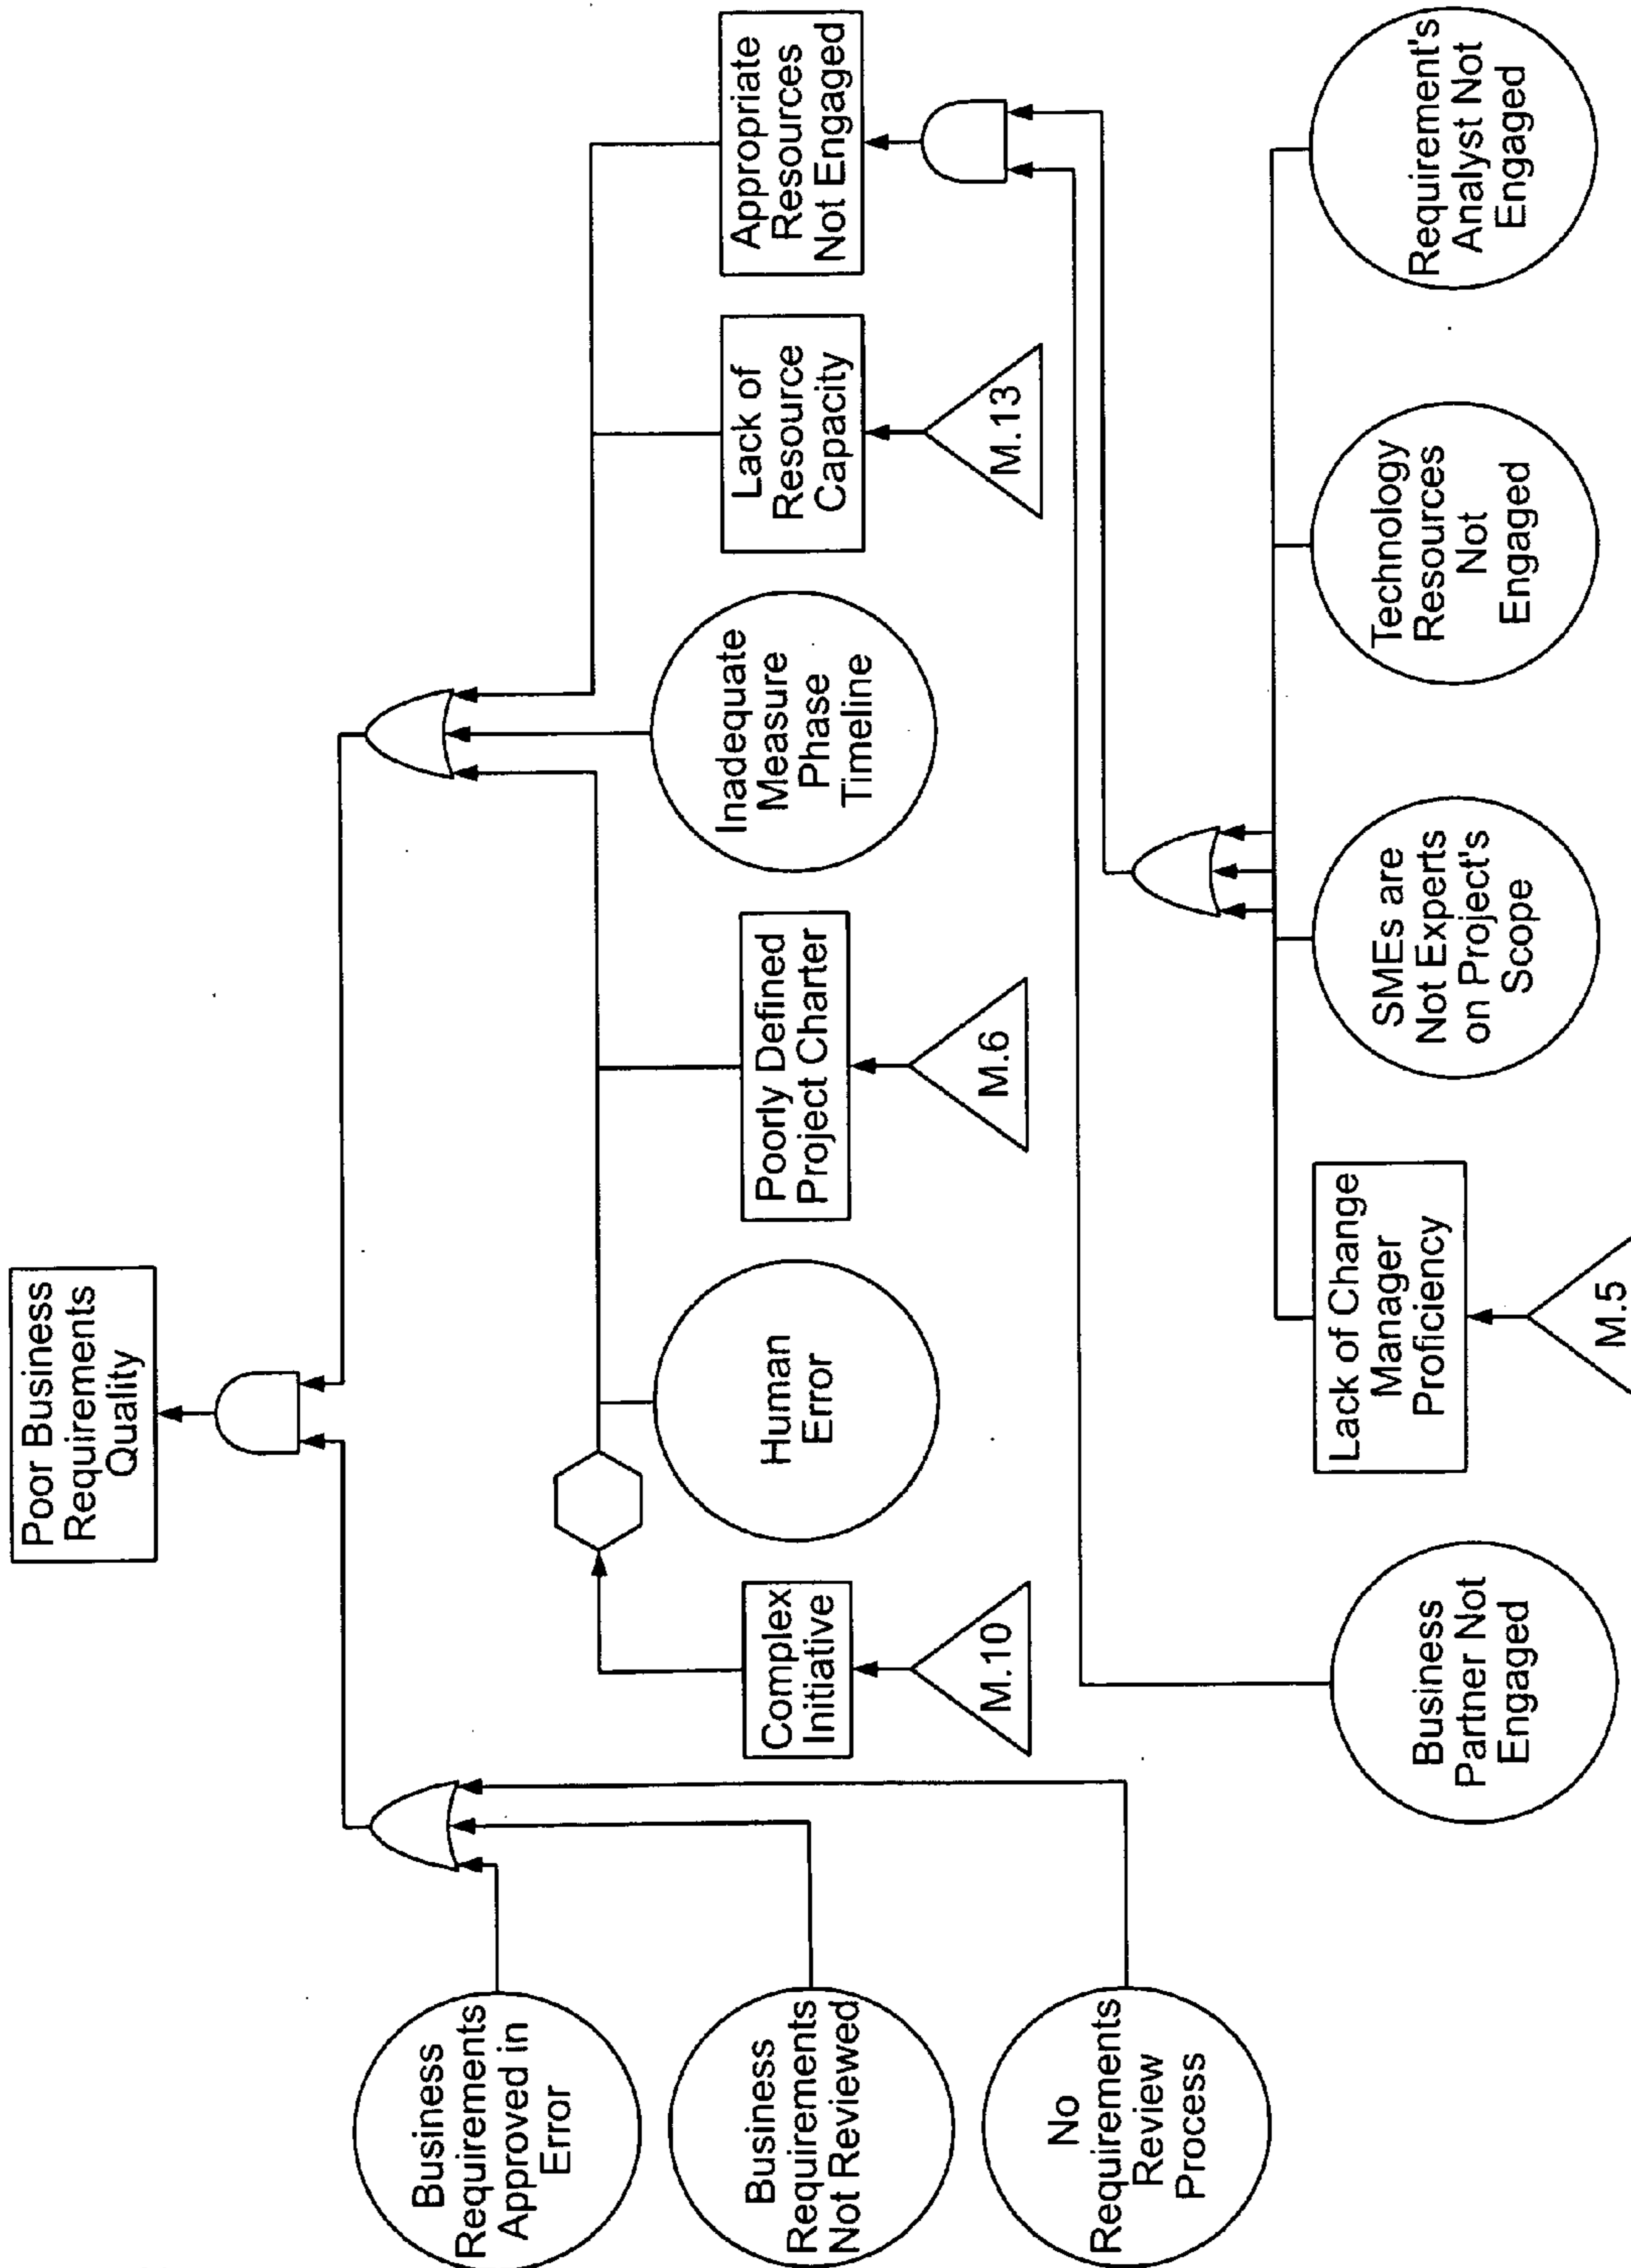 Poor Business
Requirements
Quality
Business
Requirements
Approved in
Error
Business
Requirements
Not Reviewed
No
Requirements
Review
Process
Complex
Initiative
M.10
Human
Error
Poorly Defined
Project Charter
M.6
Inadequate
Measure
Phase
Timeline
Lack of
Resource
Capacity
M.13
Appropriate
Resources
Not Engaged
Business
Partner Not
Engaged
Lack of Change
Manager
Proficiency
M.5
SMEs are
Not Experts
on Project's
Scope
Technology
Resources
Not
Engaged
Requirement's
Analyst Not
Engaged